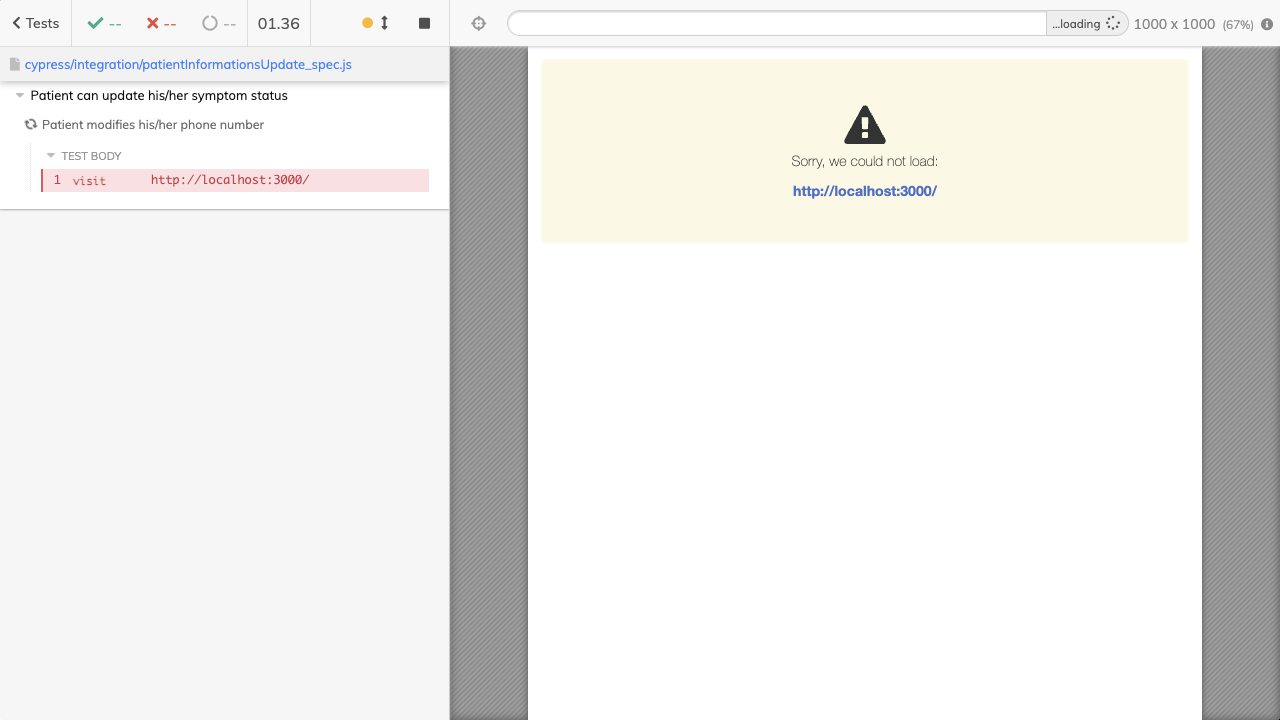 Tests
--
--
--
01.36
...loading
1000 x 1000 (67%)
cypress/integration/patientInformationsUpdate_spec.js
Patient can update his/her symptom status
Patient modifies his/her phone number
TEST BODY
1 visit http://localhost:3000/
Sorry, we could not load:
http://localhost:3000/